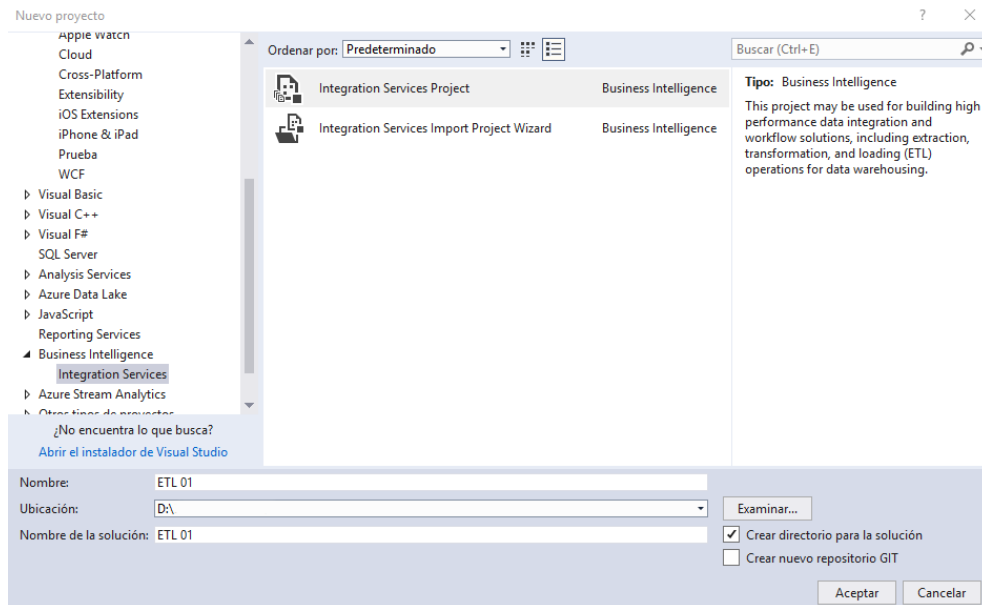 Nuevo proyecto
Apple Watch
Cloud
Cross-Platform
Extensibility
iOS Extensions
iPhone & iPad
Prueba
WCF
Visual Basic
Visual C++
Visual F#
SQL Server
Analysis Services
Azure Data Lake
JavaScript
Reporting Services
Business Intelligence
Integration Services
Azure Stream Analytics
Otros tipos de proyectos
¿No encuentra lo que busca?
Abrir el instalador de Visual Studio
Ordenar por: Predeterminado
Integration Services Project Business Intelligence
Integration Services Import Project Wizard Business Intelligence
Buscar (Ctrl+E)
Tipo: Business Intelligence
This project may be used for building high
performance data integration and
workflow solutions, including extraction,
transformation, and loading (ETL)
operations for data warehousing.
Nombre: ETL 01
Ubicación: D:\
Examinar...
Nombre de la solución: ETL 01
Crear directorio para la solución
Crear nuevo repositorio GIT
Aceptar Cancelar